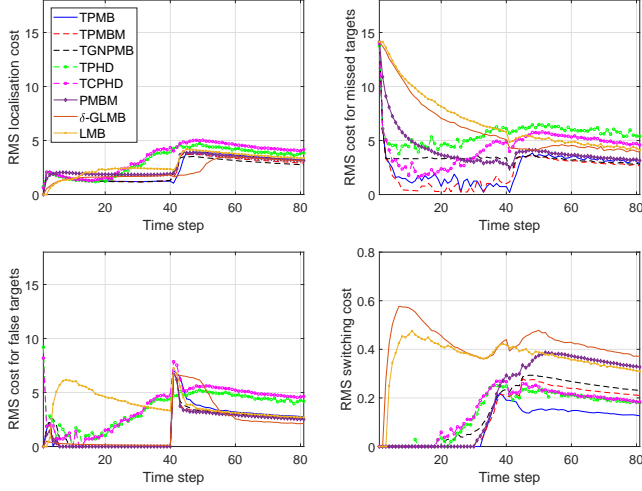 RMS localisation cost
15
10
5
0
TPMB
TPMBM
TGNPMB
TPHD
TCPHD
PMBM
δ-GLMB
LMB
20 40 60 80
Time step
RMS cost for missed targets
15
10
5
0
20 40 60 80
Time step
RMS cost for false targets
15
10
5
0
20 40 60 80
Time step
RMS switching cost
0.8
0.6
0.4
0.2
0
20 40 60 80
Time step